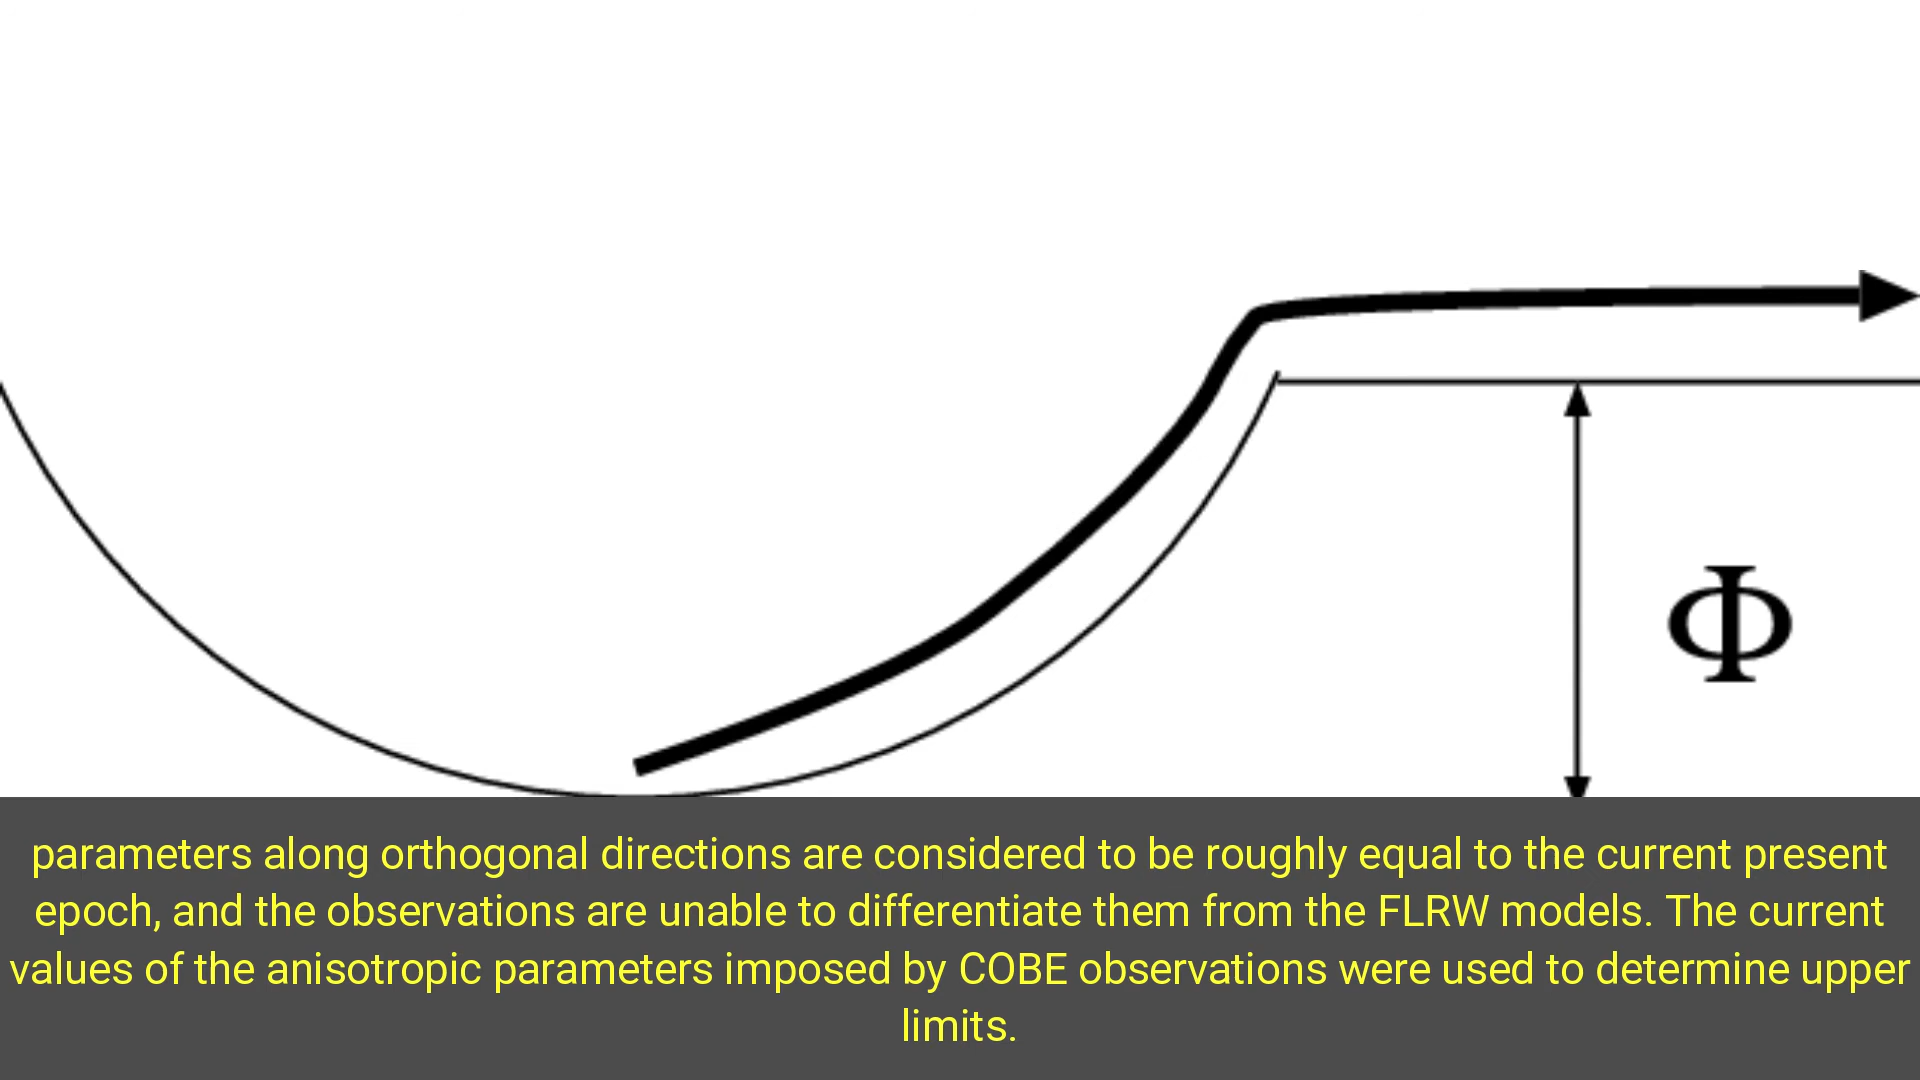 Φ
parameters along orthogonal directions are considered to be roughly equal to the current present
epoch, and the observations are unable to differentiate them from the FLRW models. The current
values of the anisotropic parameters imposed by COBE observations were used to determine upper
limits.